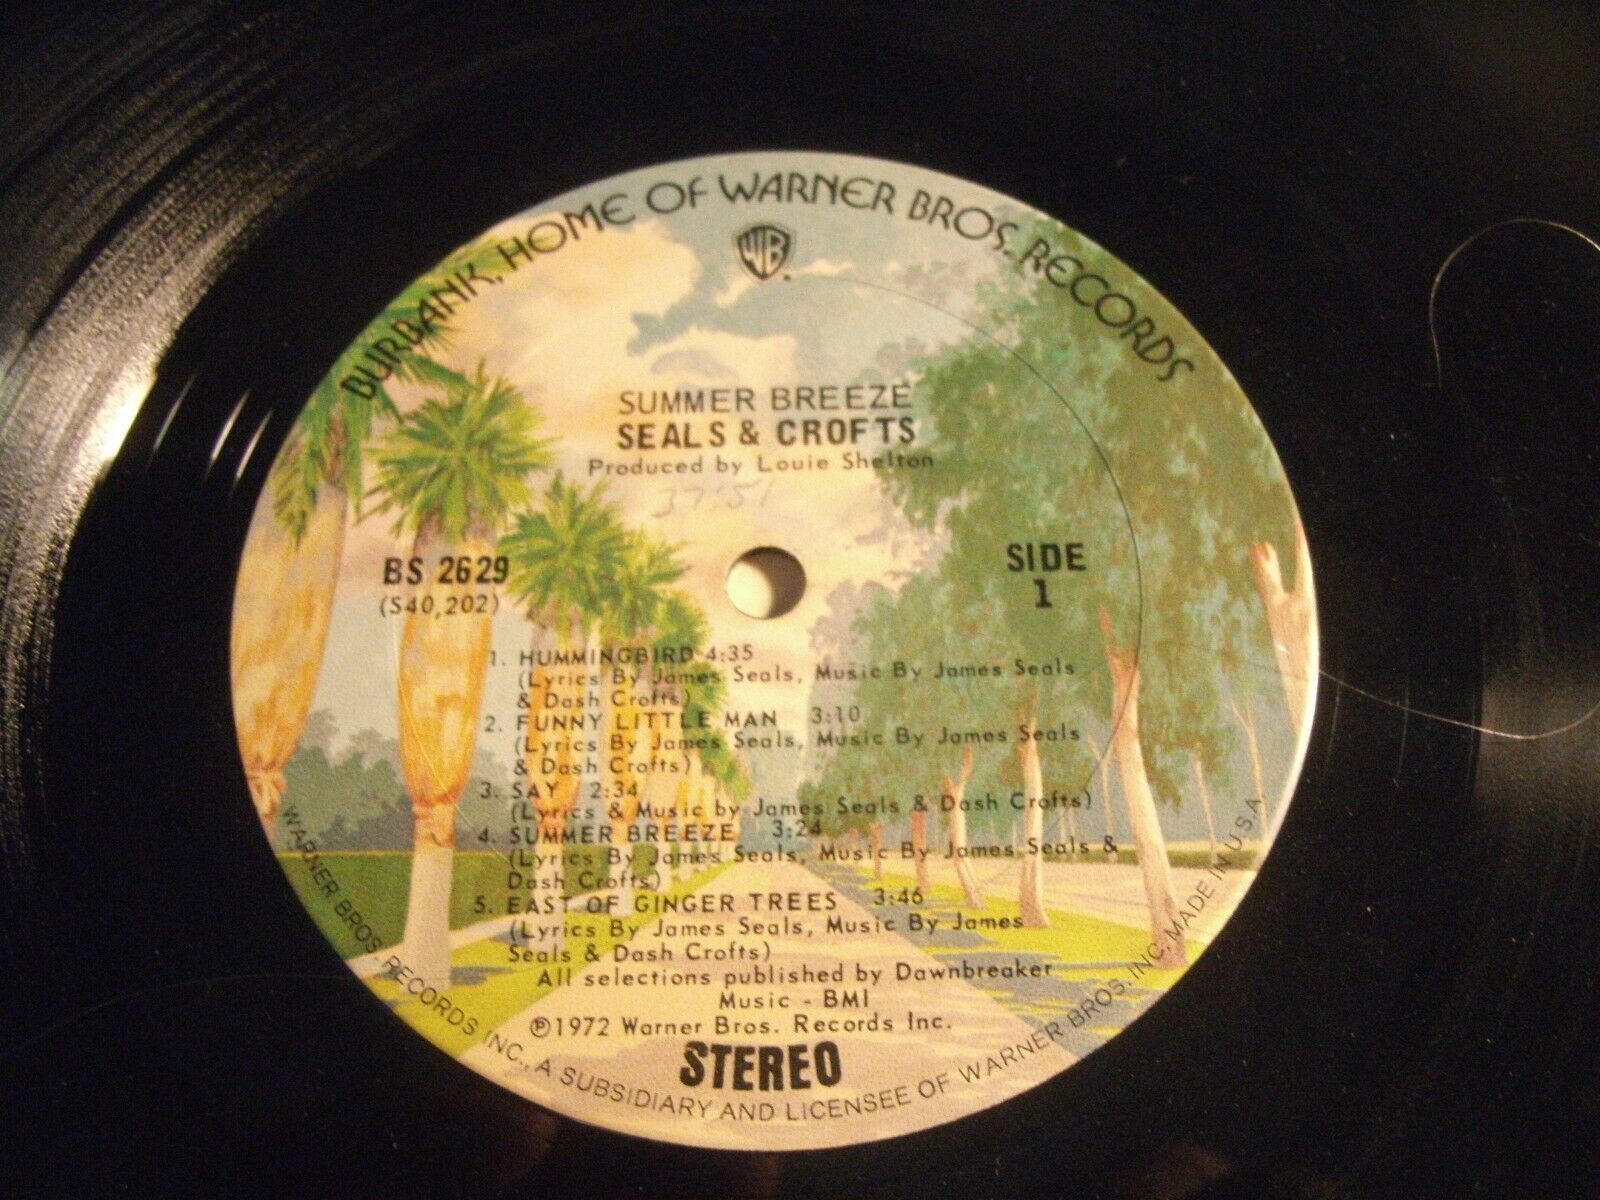 BURBANK, HOME OF WARNER BROS. RECORDS
WB
SUMMER BREEZE
SEALS & CROFTS
Produced by Louie Shelton
37:51
BS 2629
(S40,202)
SIDE
1
1. HUMMINGBIRD 4:35
(Lyrics By James Seals, Music By James Seals
& Dash Crofts)
2. FUNNY LITTLE MAN 3:10
(Lyrics By James Seals, Music By James Seals
& Dash Crofts)
3. SAY 2:34
(Lyrics & Music by James Seals & Dash Crofts)
4. SUMMER BREEZE 3:24
(Lyrics By James Seals, Music By James Seals &
Dash Crofts)
5. EAST OF GINGER TREES 3:46
(Lyrics By James Seals, Music By James
Seals & Dash Crofts)
All selections published by Dawnbreaker
Music - BMI
℗1972 Warner Bros. Records Inc.
STEREO
WARNER BROS. RECORDS INC., A SUBSIDIARY AND LICENSEE OF WARNER BROS. INC. MADE IN U.S.A.